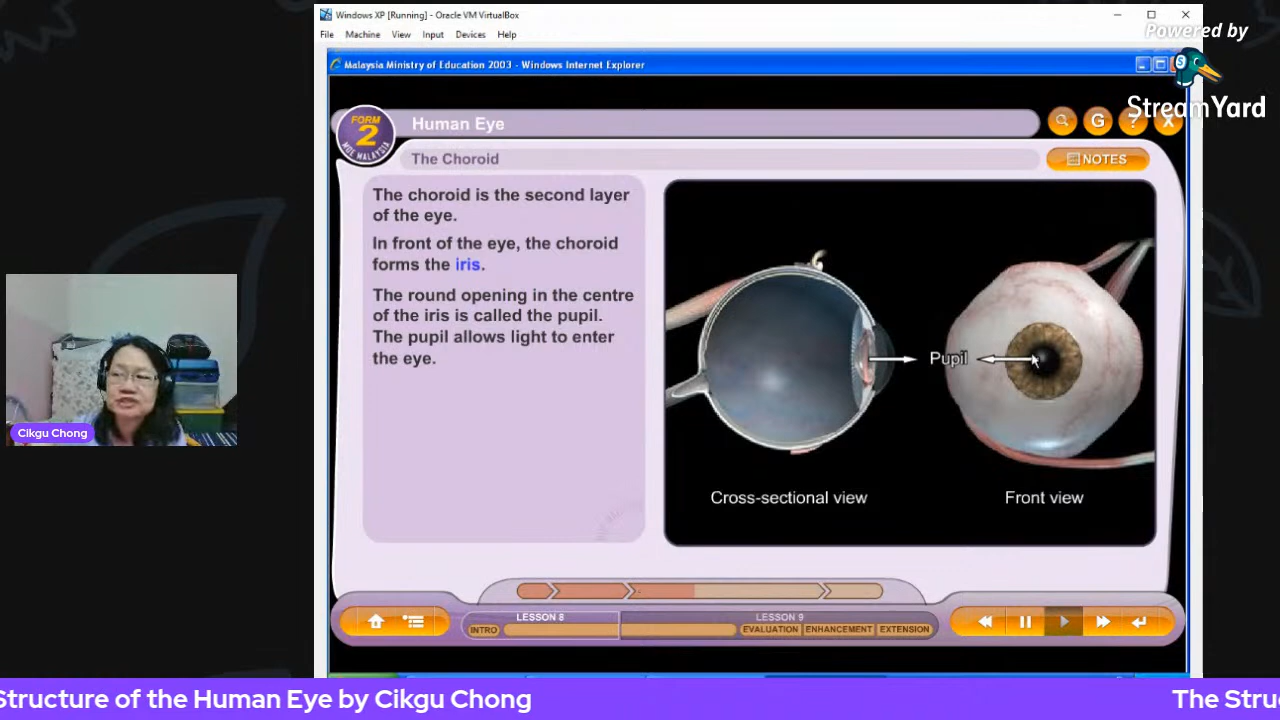 Windows XP [Running] - Oracle VM VirtualBox
File Machine View Input Devices Help
Powered by
StreamYard
Malaysia Ministry of Education 2003 - Windows Internet Explorer
FORM
2
MOE MALAYSIA
Human Eye
G ? X
The Choroid
NOTES
The choroid is the second layer
of the eye.
In front of the eye, the choroid
forms the iris.
The round opening in the centre
of the iris is called the pupil.
The pupil allows light to enter
the eye.
Pupil
Cross-sectional view
Front view
Cikgu Chong
LESSON 8
LESSON 9
INTRO
EVALUATION ENHANCEMENT EXTENSION
Structure of the Human Eye by Cikgu Chong
The Struc